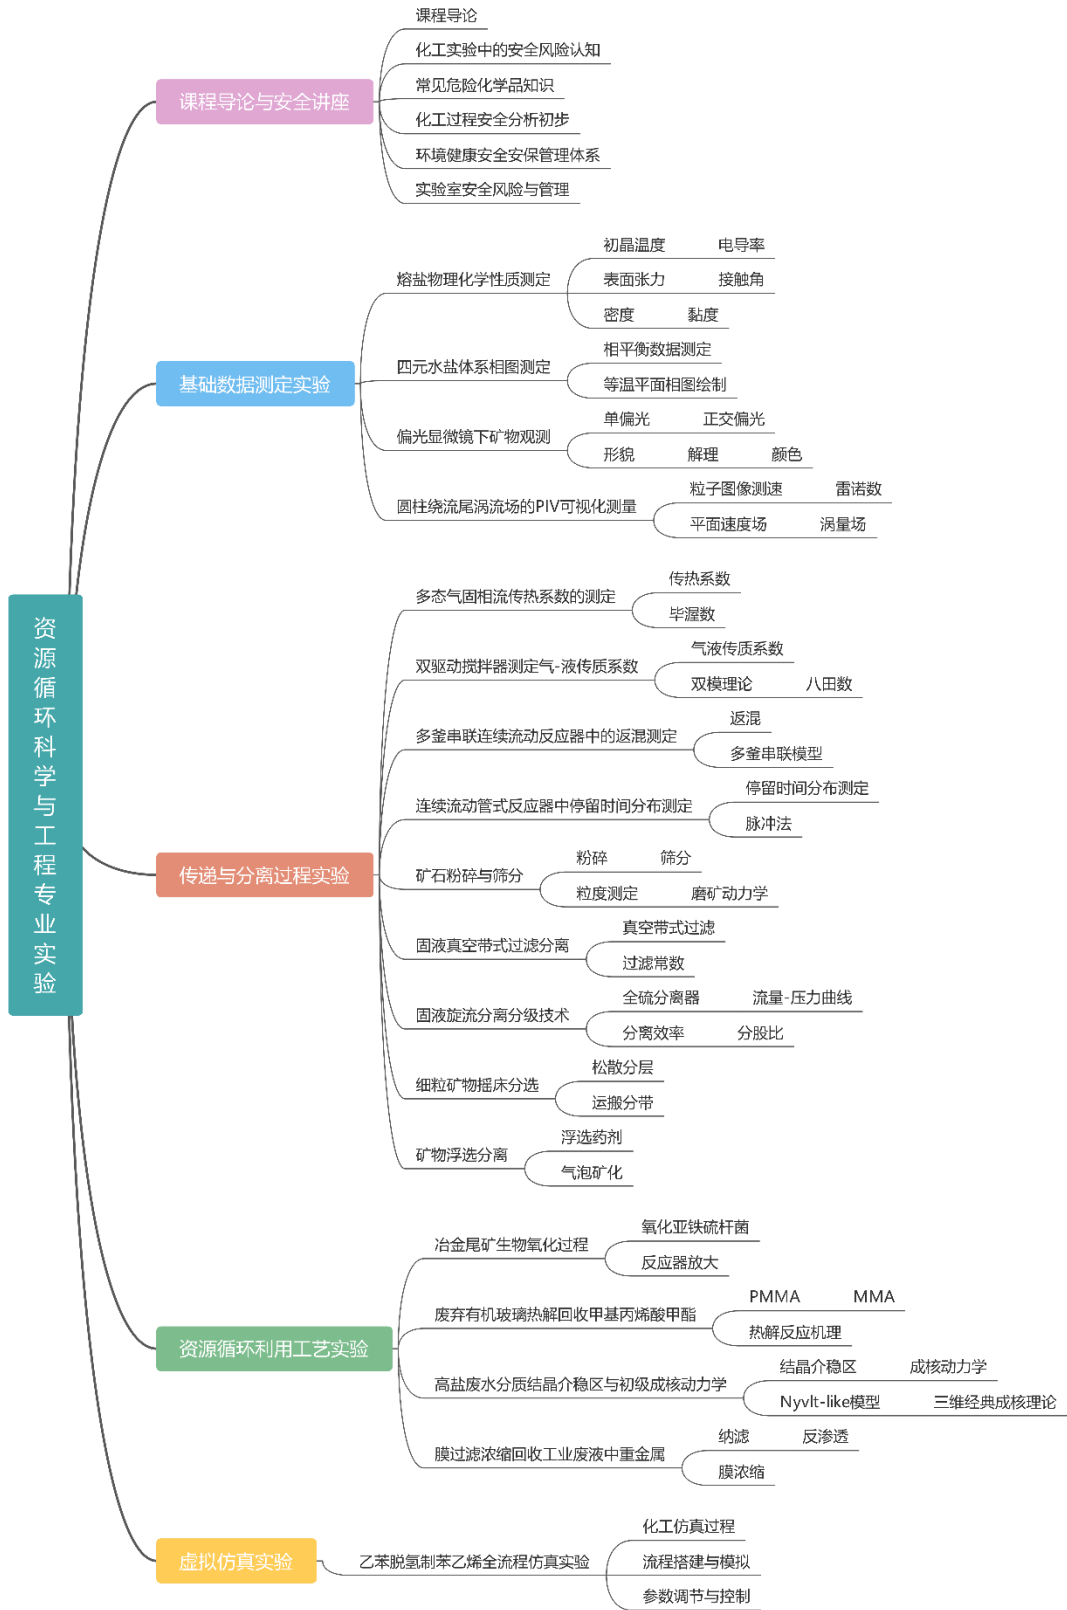 资源循环科学与工程专业实验
课程导论与安全讲座
课程导论
化工实验中的安全风险认知
常见危险化学品知识
化工过程安全分析初步
环境健康安全安保管理体系
实验室安全风险与管理
基础数据测定实验
熔盐物理化学性质测定
初晶温度 电导率
表面张力 接触角
密度 黏度
四元水盐体系相图测定
相平衡数据测定
等温平面相图绘制
偏光显微镜下矿物观测
单偏光 正交偏光
形貌 解理 颜色
圆柱绕流尾涡流场的PIV可视化测量
粒子图像测速 雷诺数
平面速度场 涡量场
传递与分离过程实验
多态气固相流传热系数的测定
传热系数
毕渥数
双驱动搅拌器测定气-液传质系数
气液传质系数
双模理论 八田数
多釜串联连续流动反应器中的返混测定
返混
多釜串联模型
连续流动管式反应器中停留时间分布测定
停留时间分布测定
脉冲法
矿石粉碎与筛分
粉碎 筛分
粒度测定 磨矿动力学
固液真空带式过滤分离
真空带式过滤
过滤常数
固液旋流分离分级技术
全硫分离器 流量-压力曲线
分离效率 分股比
细粒矿物摇床分选
松散分层
运搬分带
矿物浮选分离
浮选药剂
气泡矿化
资源循环利用工艺实验
冶金尾矿生物氧化过程
氧化亚铁硫杆菌
反应器放大
废弃有机玻璃热解回收甲基丙烯酸甲酯
PMMA MMA
热解反应机理
高盐废水分质结晶介稳区与初级成核动力学
结晶介稳区 成核动力学
Nyvlt-like模型 三维经典成核理论
膜过滤浓缩回收工业废液中重金属
纳滤 反渗透
膜浓缩
虚拟仿真实验
乙苯脱氢制苯乙烯全流程仿真实验
化工仿真过程
流程搭建与模拟
参数调节与控制